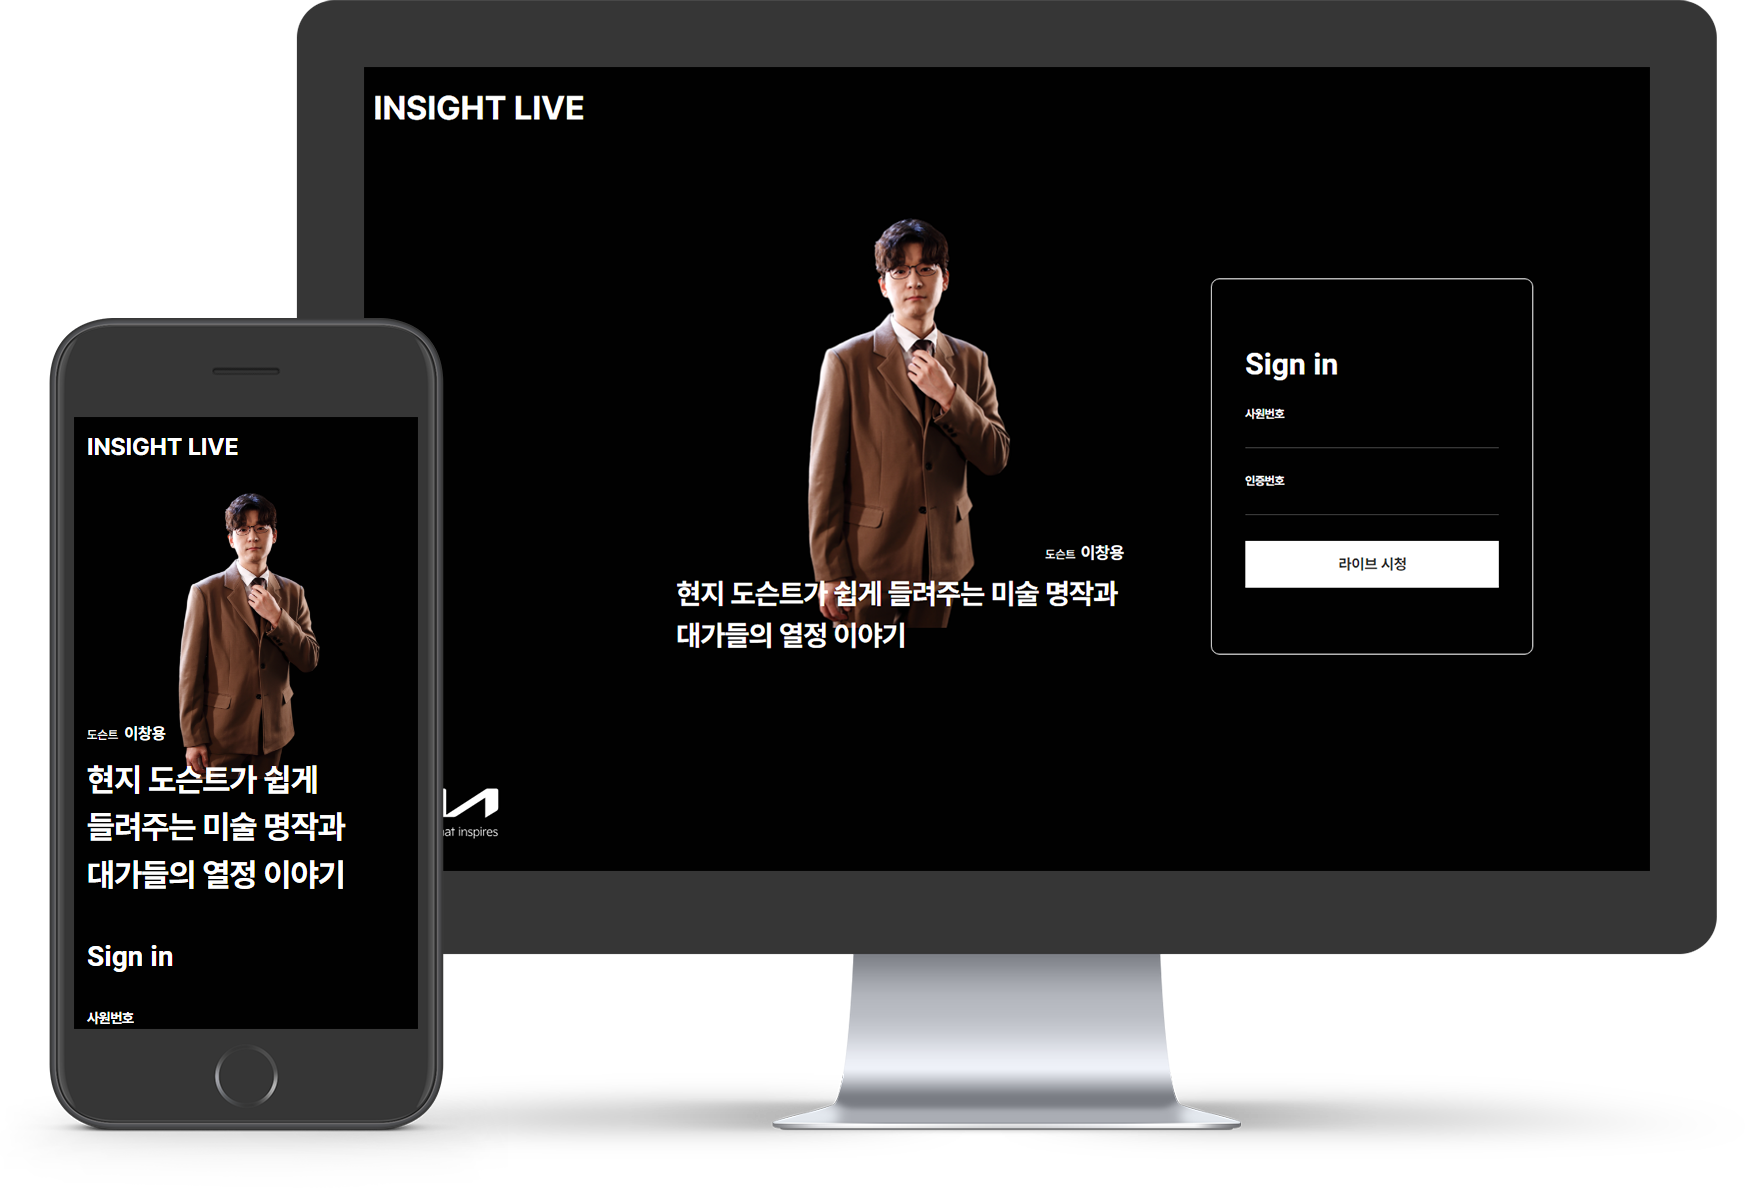 INSIGHT LIVE
도슨트 이창용
현지 도슨트가 쉽게 들려주는 미술 명작과
대가들의 열정 이야기
Sign in
사원번호
인증번호
라이브 시청
inspires
INSIGHT LIVE
도슨트 이창용
현지 도슨트가 쉽게
들려주는 미술 명작과
대가들의 열정 이야기
Sign in
사원번호